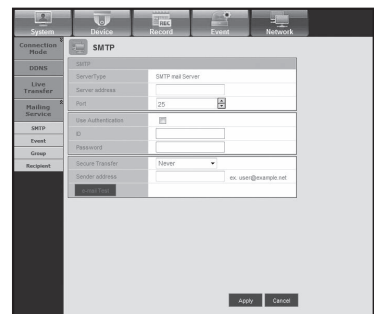 System Device Record Event Network
REC
Connection Mode
DDNS
Live Transfer
Mailing Service
SMTP
Event
Group
Recipient
SMTP
SMTP
ServerType SMTP mail Server
Server address
Port 25
Use Authentication
ID
Password
Secure Transfer Never
Sender address ex. user@example.net
E-mail Test
Apply Cancel